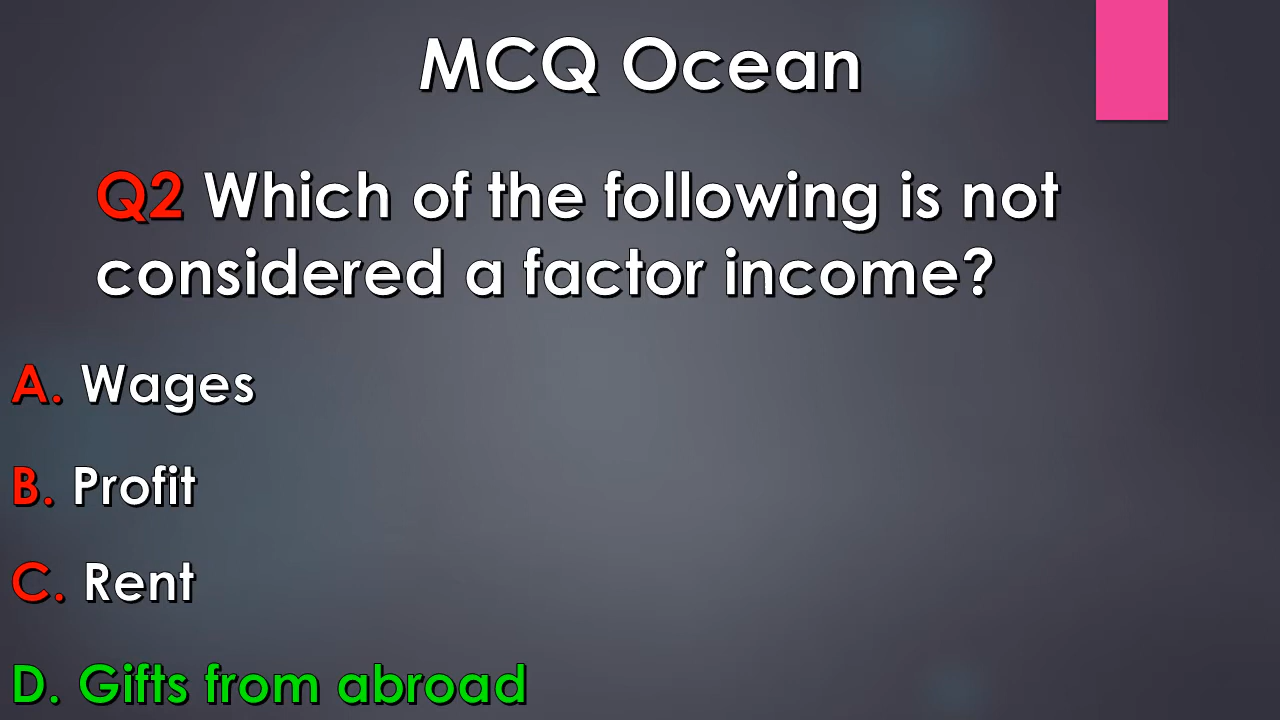 MCQ Ocean
Q2 Which of the following is not
considered a factor income?
A. Wages
B. Profit
C. Rent
D. Gifts from abroad